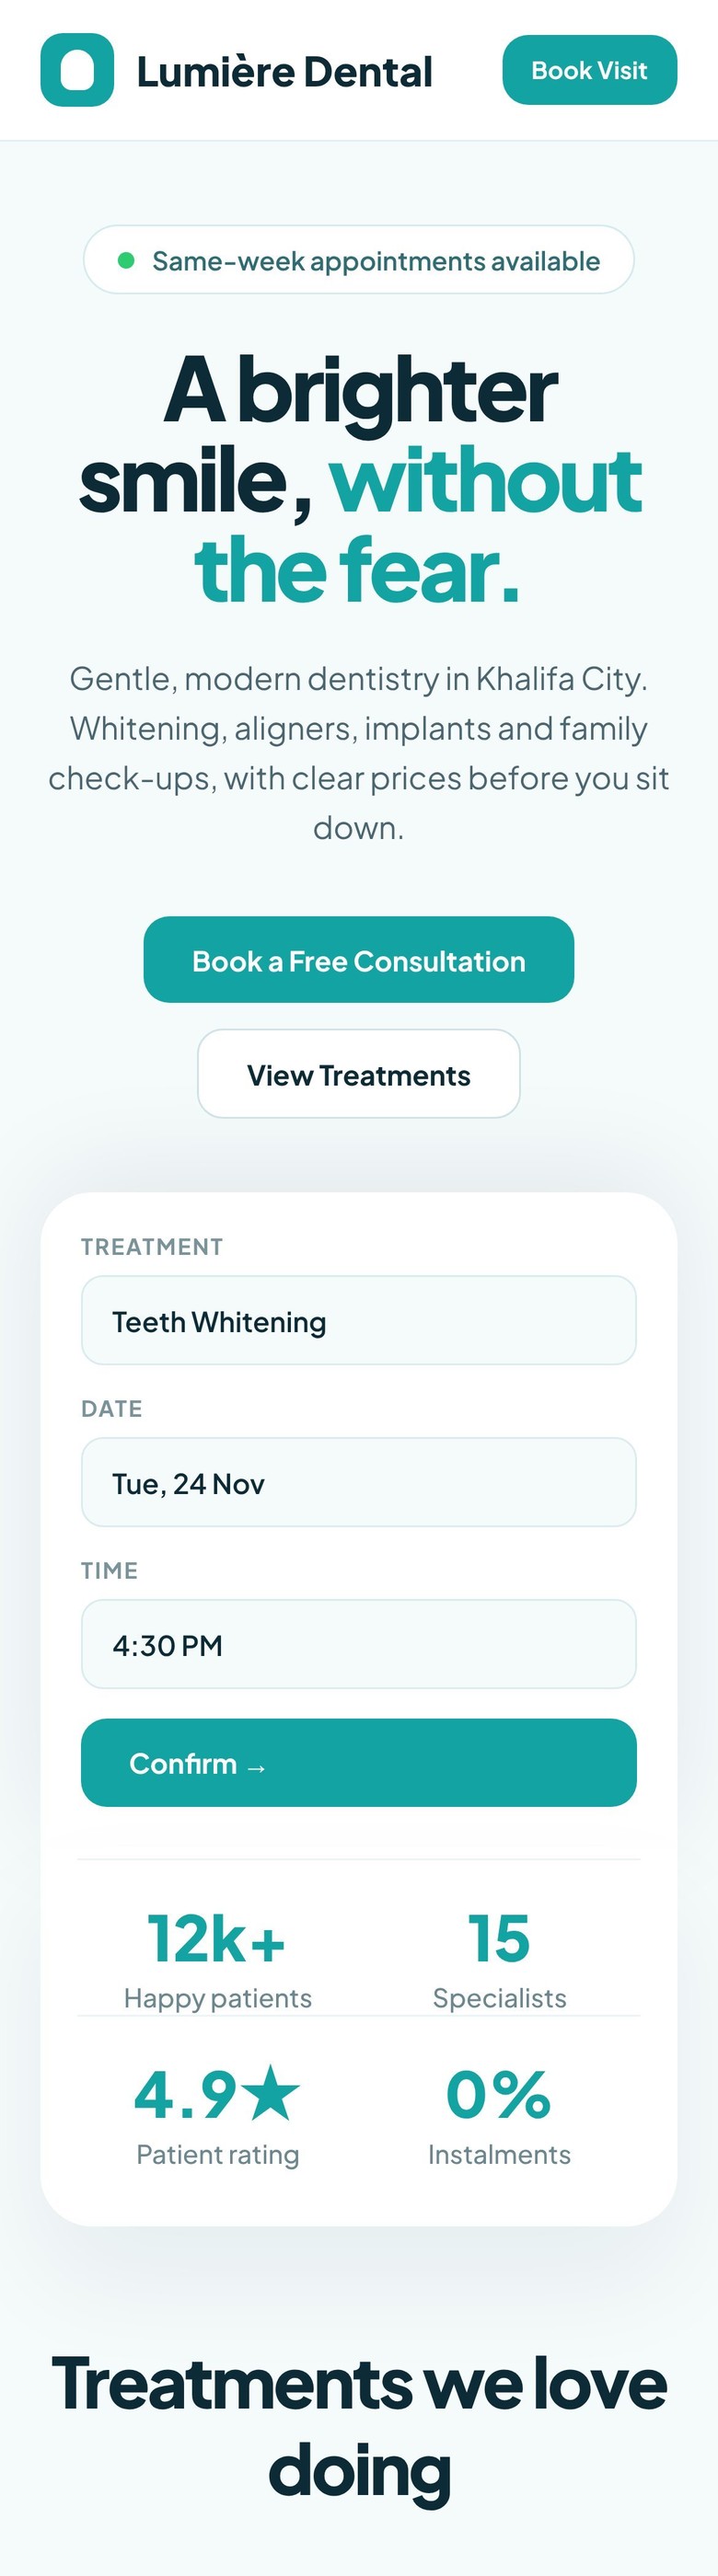 Lumière Dental
Book Visit
Same-week appointments available
A brighter
smile, without
the fear.
Gentle, modern dentistry in Khalifa City.
Whitening, aligners, implants and family
check-ups, with clear prices before you sit
down.
Book a Free Consultation
View Treatments
TREATMENT
Teeth Whitening
DATE
Tue, 24 Nov
TIME
4:30 PM
Confirm →
12k+
Happy patients
15
Specialists
4.9★
Patient rating
0%
Instalments
Treatments we love
doing